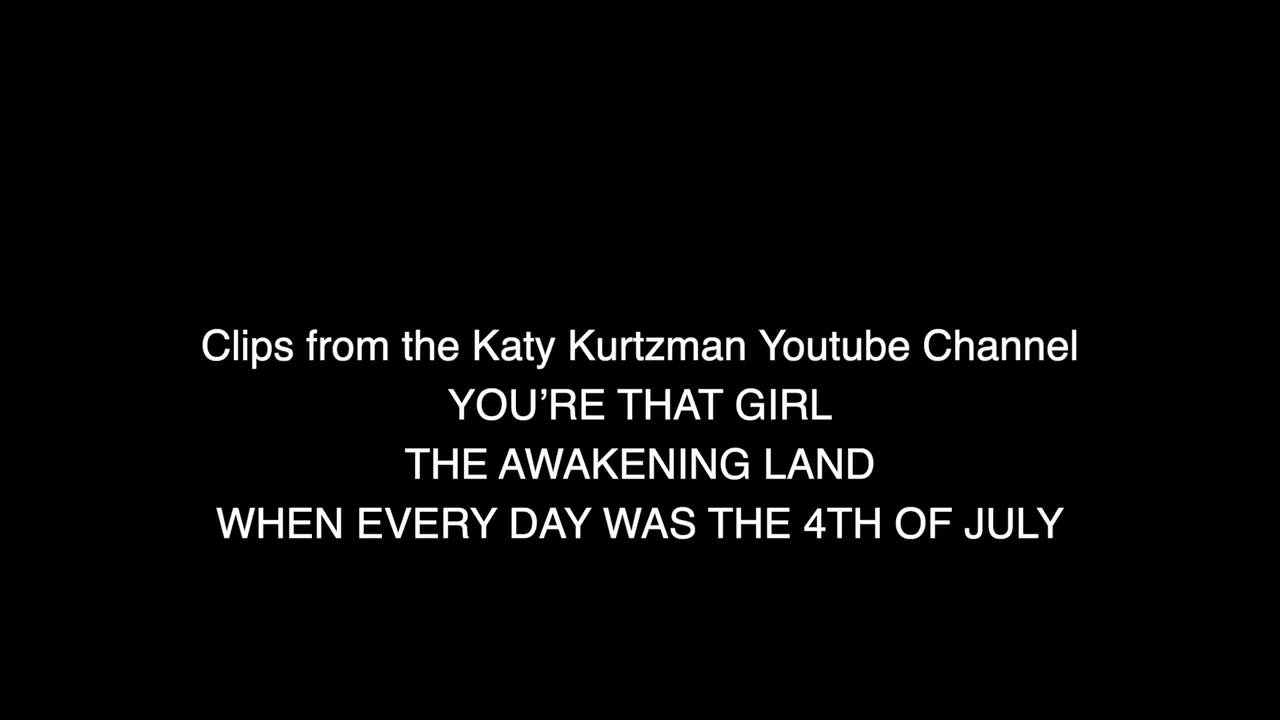 Clips from the Katy Kurtzman Youtube Channel
YOU’RE THAT GIRL
THE AWAKENING LAND
WHEN EVERY DAY WAS THE 4TH OF JULY